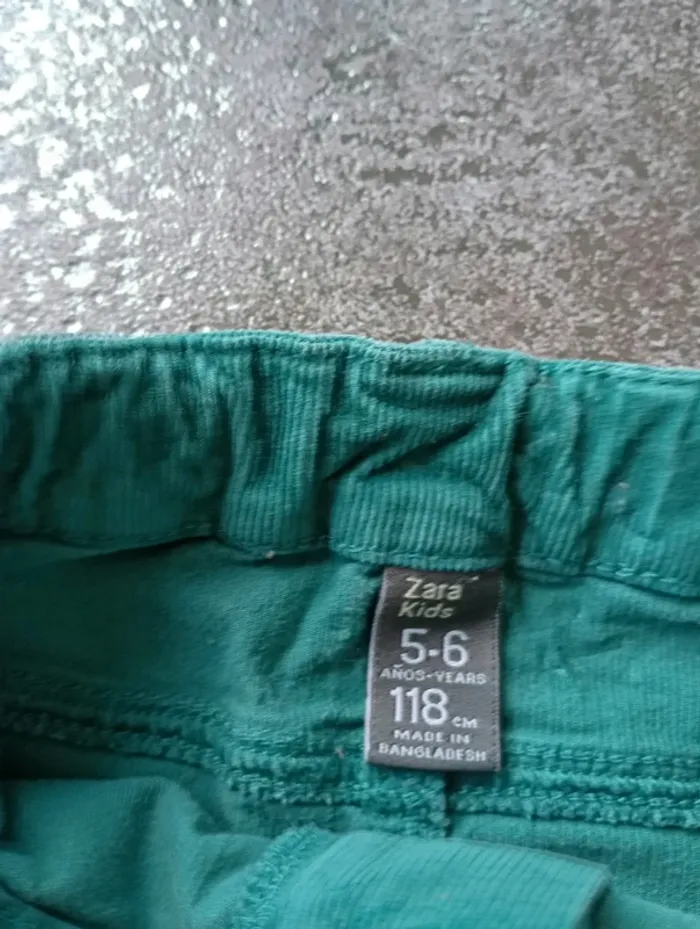 Zara
Kids
5-6
AÑOS-YEARS
118 CM
MADE IN
BANGLADESH